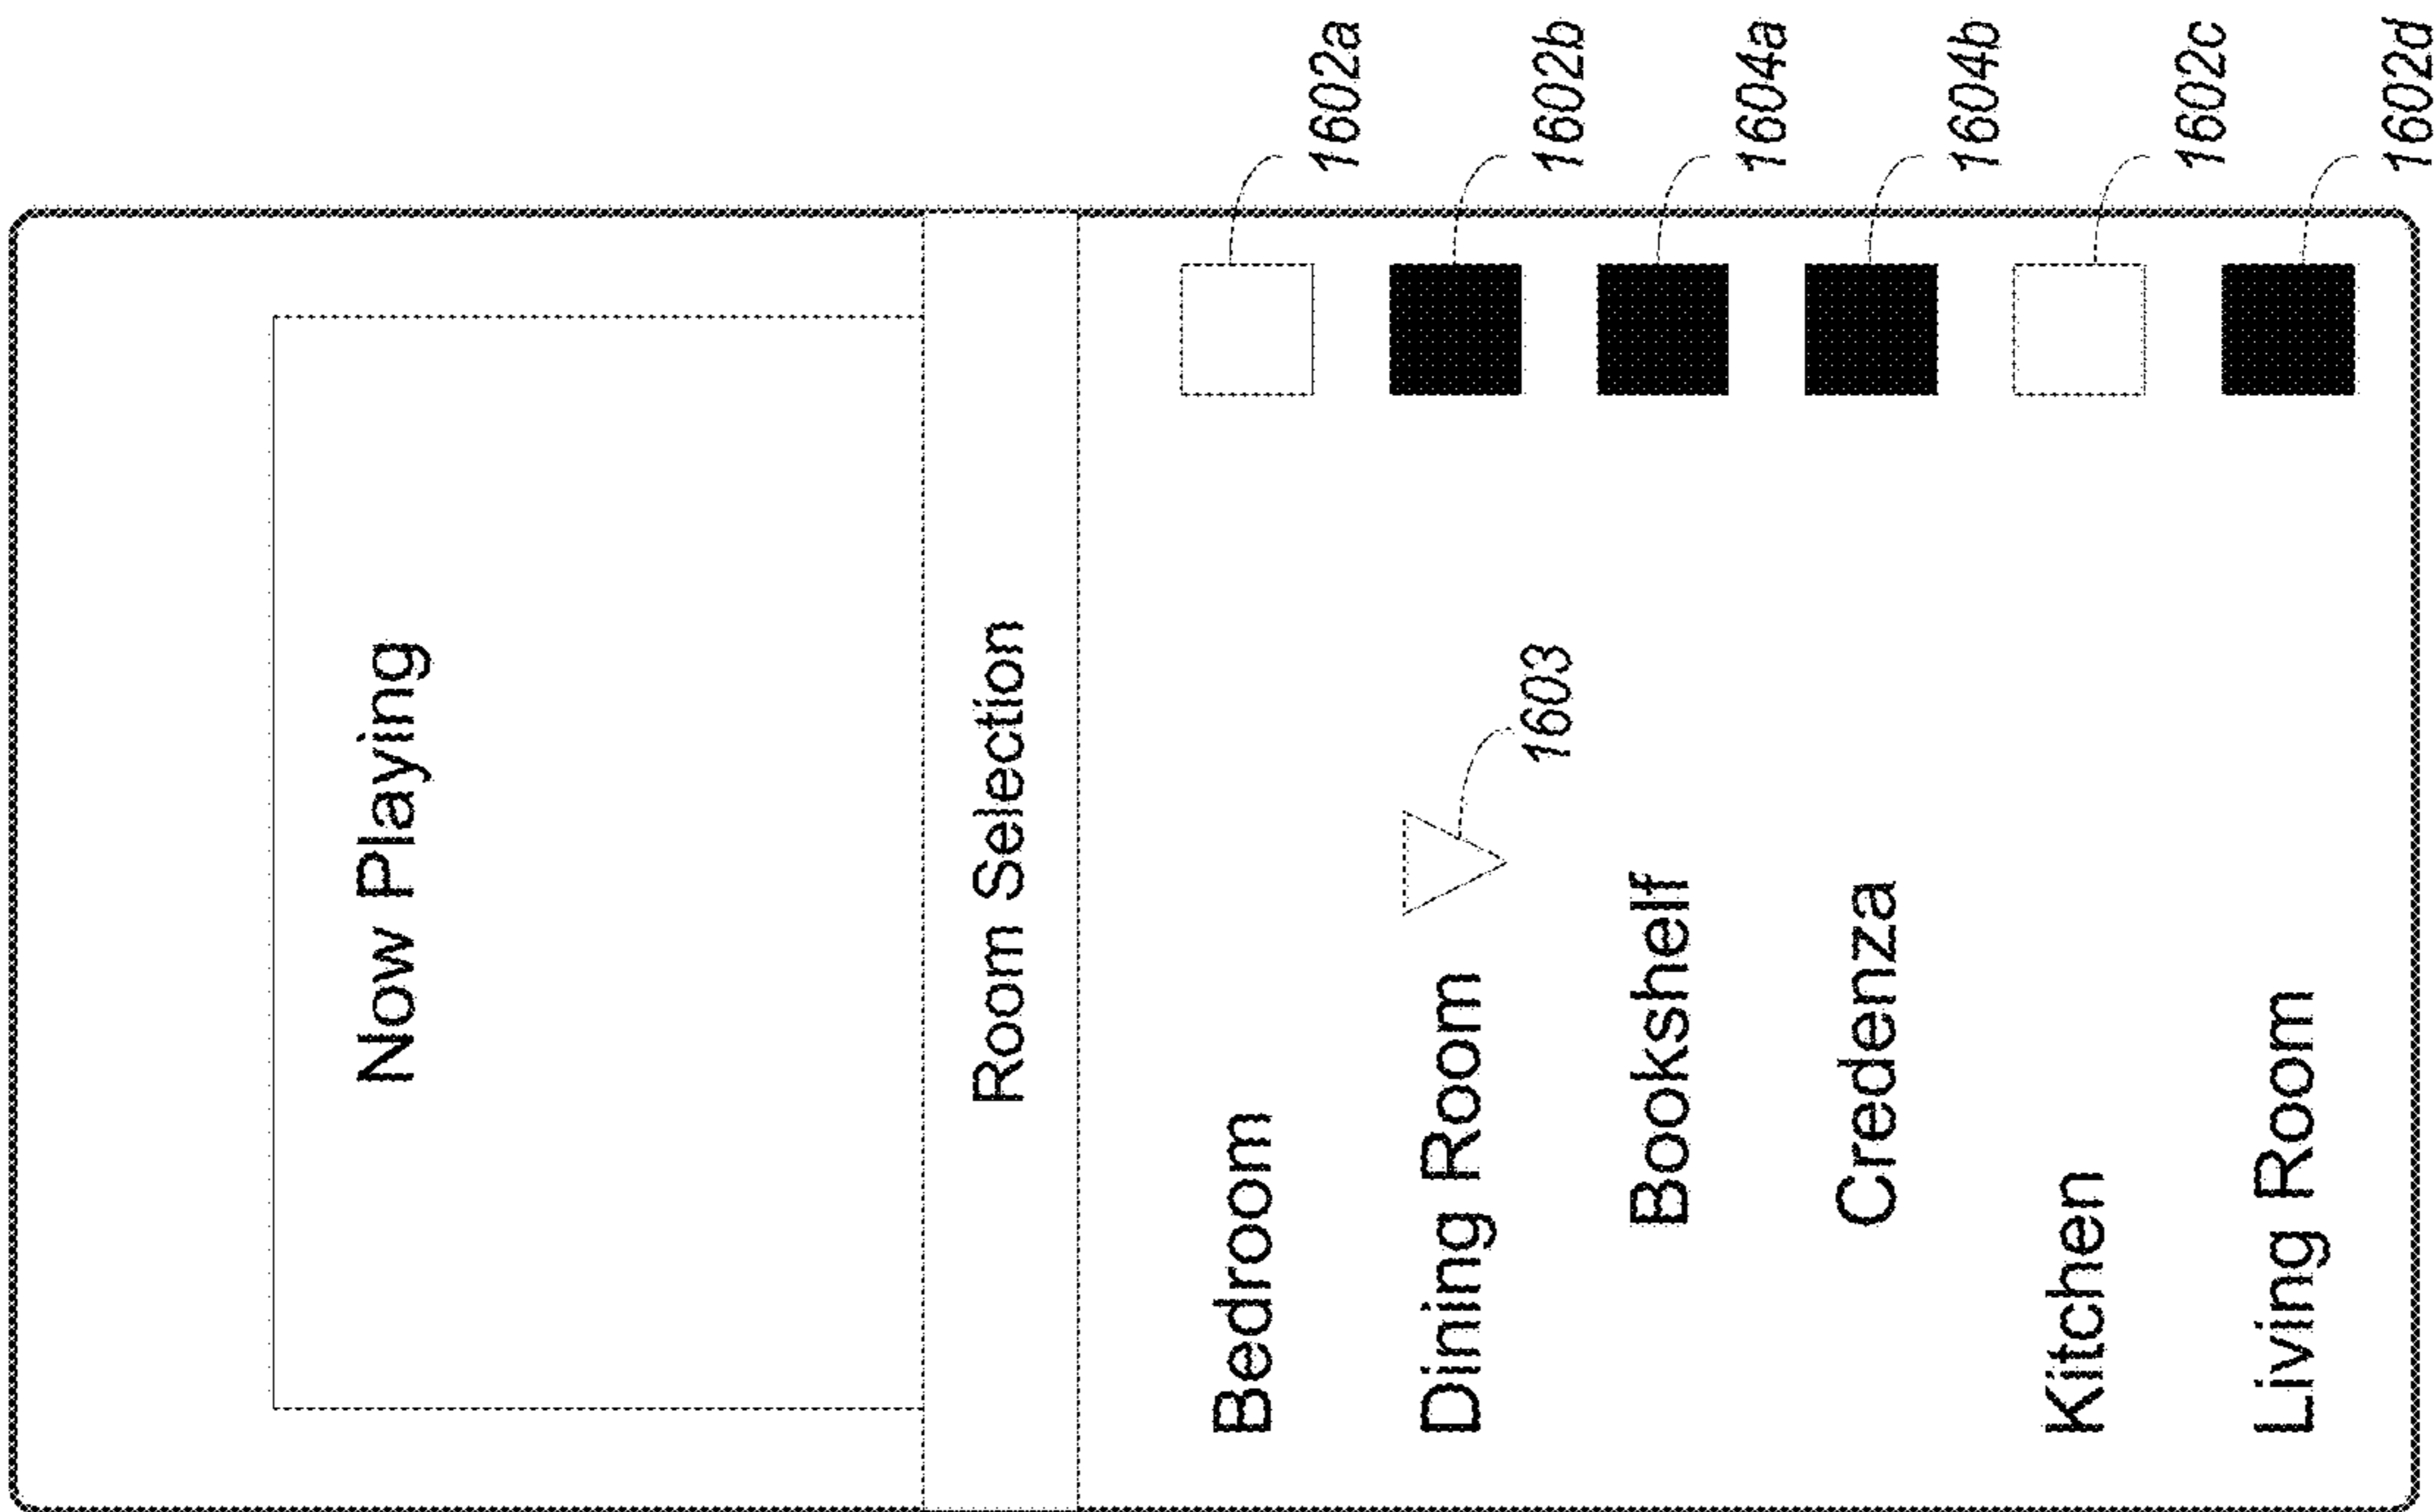 Now Playing
Room Selection
Bedroom 1602a
Dining Room 1603 1602b
Bookshelf 1604a
Credenza 1604b
Kitchen 1602c
Living Room 1602d